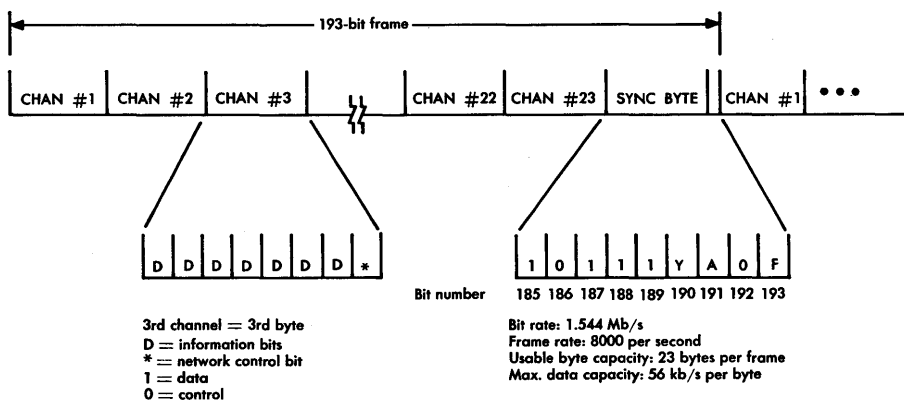 193-bit frame
CHAN #1 CHAN #2 CHAN #3 CHAN #22 CHAN #23 SYNC BYTE CHAN #1 •••
D D D D D D D * 1 0 1 1 1 Y A 0 F
Bit number 185 186 187 188 189 190 191 192 193
3rd channel = 3rd byte
D = information bits
* = network control bit
1 = data
0 = control
Bit rate: 1.544 Mb/s
Frame rate: 8000 per second
Usable byte capacity: 23 bytes per frame
Max. data capacity: 56 kb/s per byte